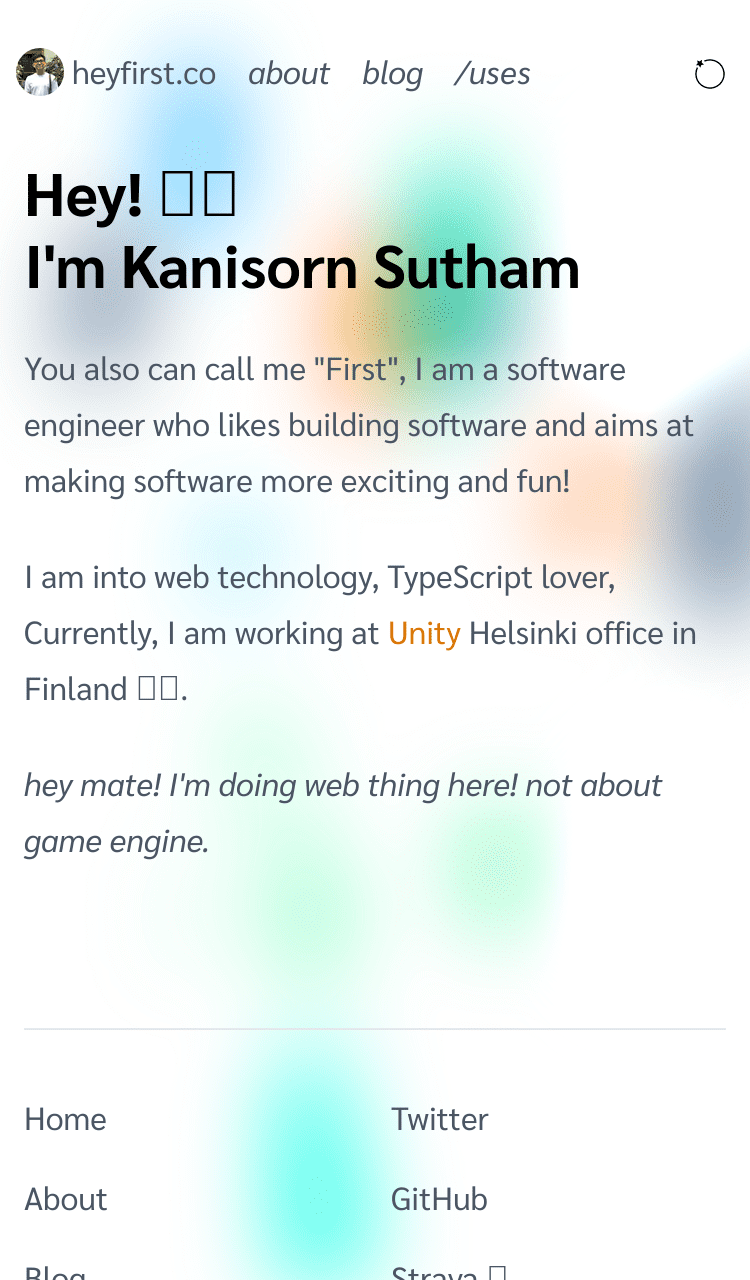 heyfirst.co about blog /uses
Hey! 
I'm Kanisorn Sutham
You also can call me "First", I am a software
engineer who likes building software and aims at
making software more exciting and fun!
I am into web technology, TypeScript lover,
Currently, I am working at Unity Helsinki office in
Finland .
hey mate! I'm doing web thing here! not about
game engine.
Home
Twitter
About
GitHub
Blog
Strava